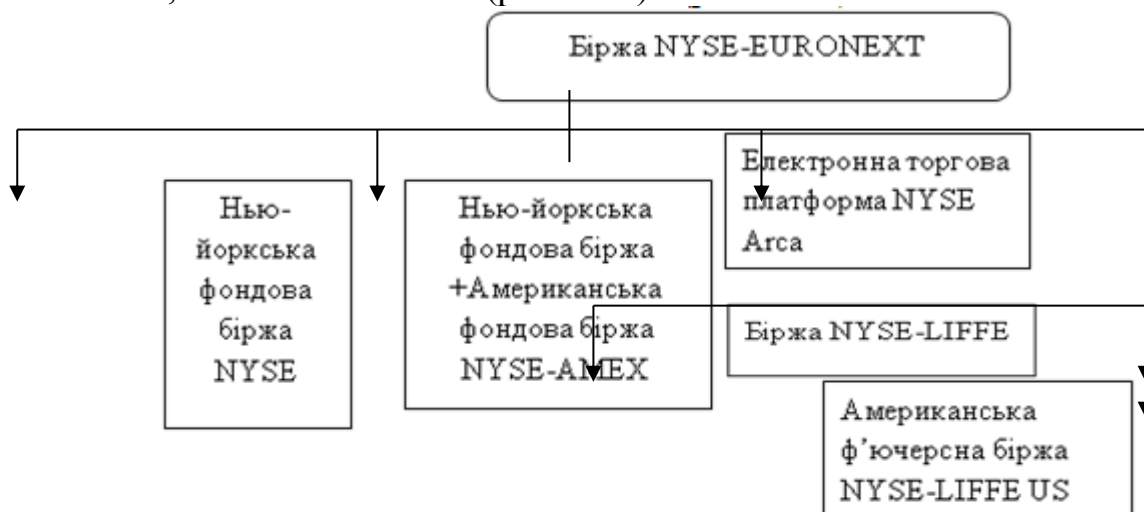 Біржа NYSE-EURONEXT
Нью-
йоркська
фондова
біржа
NYSE
Нью-йоркська
фондова біржа
+Американська
фондова біржа
NYSE-AMEX
Електронна торгова
платформа NYSE
Arca
Біржа NYSE-LIFFE
Американська
ф’ючерсна біржа
NYSE-LIFFE US